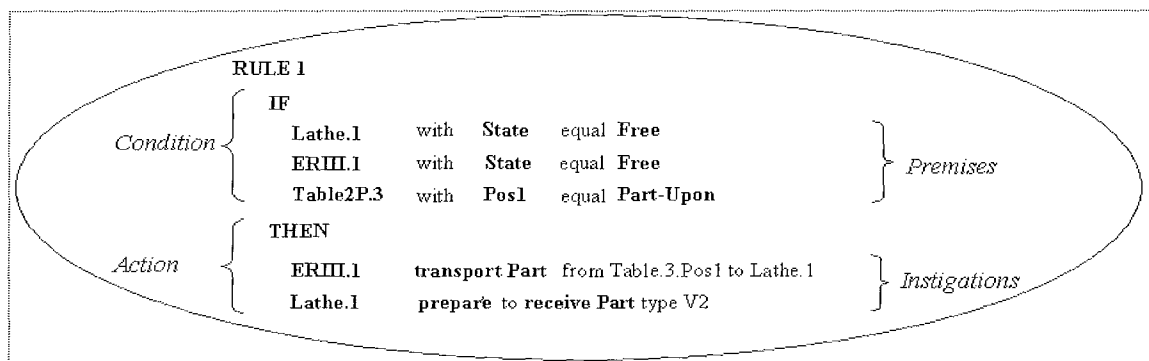 RULE 1
IF
Condition
Lathe.1 with State equal Free
ERIII.1 with State equal Free
Premises
Table2P.3 with Pos1 equal Part-Upon
THEN
Action
ERIII.1 transport Part from Table.3.Pos1 to Lathe.1
Instigations
Lathe.1 prepare to receive Part type V2